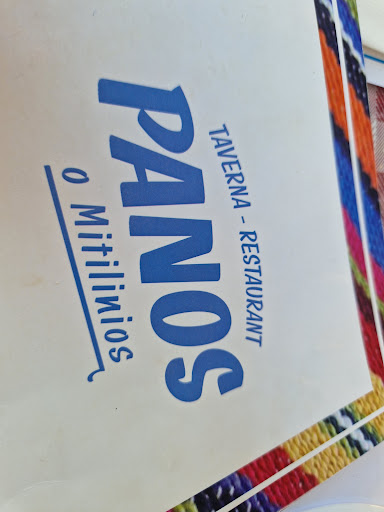 TAVERNA - RESTAURANT
PANOS
o Mitilinios